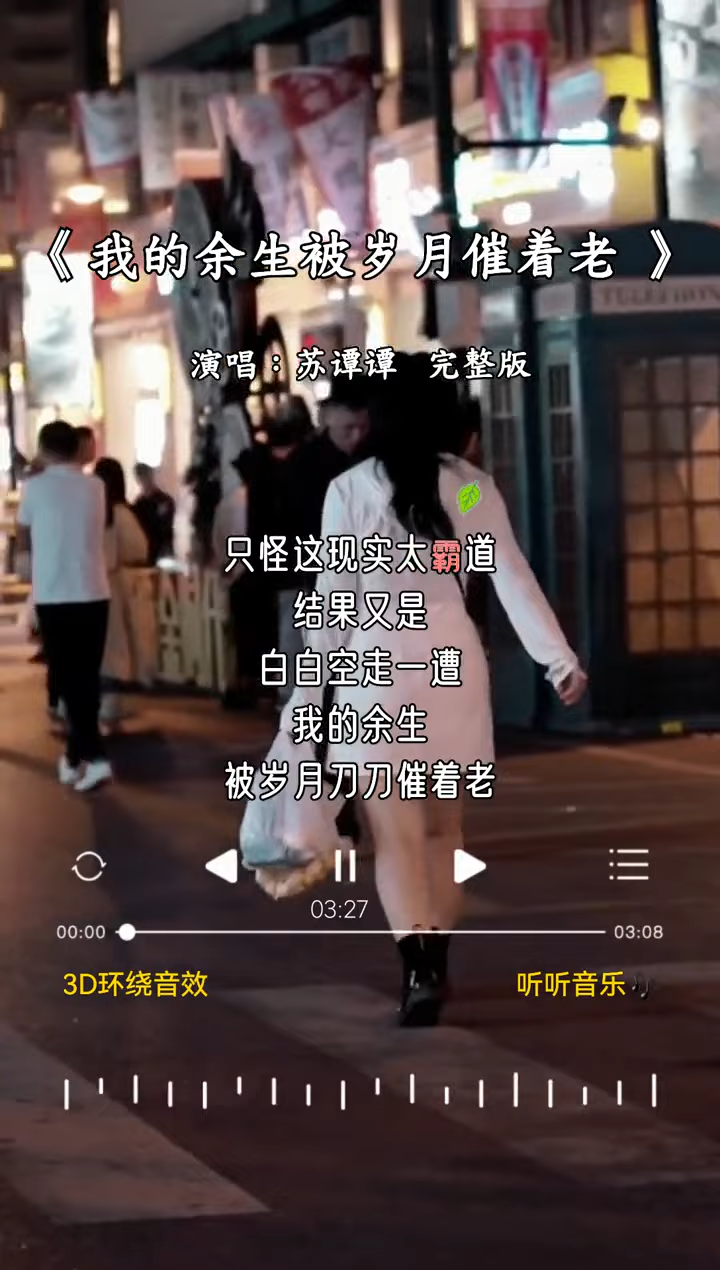 《我的余生被岁月催着老》
TELEPHON
演唱：苏谭谭 完整版
只怪这现实太霸道
结果又是
白白空走一遭
我的余生
被岁月刀刀催着老
03:27
00:00 03:08
3D环绕音效 听听音乐